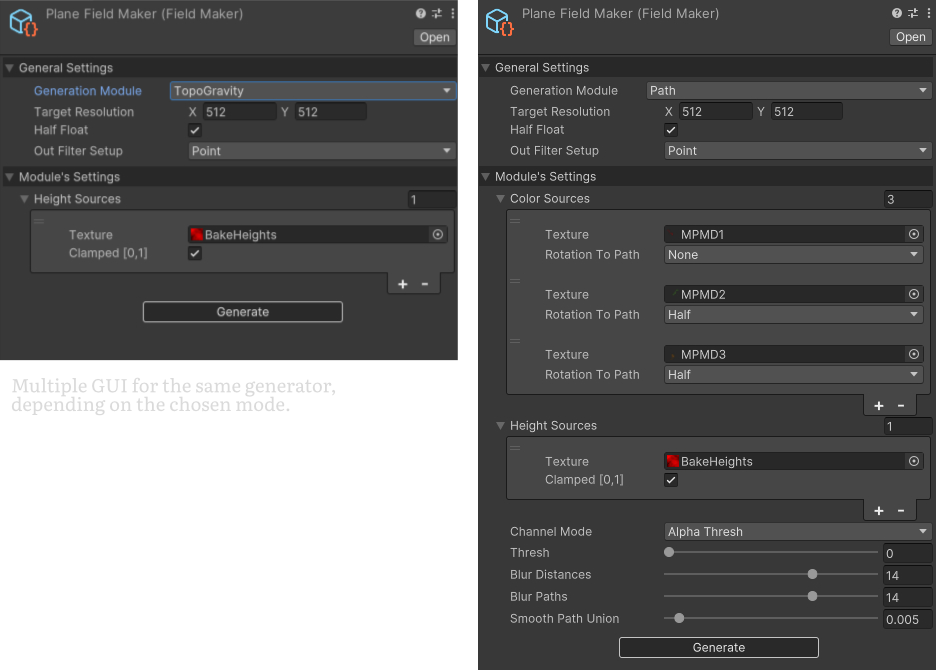 Plane Field Maker (Field Maker)
Open
General Settings
Generation Module TopoGravity
Target Resolution X 512 Y 512
Half Float
Out Filter Setup Point
Module's Settings
Height Sources 1
Texture BakeHeights
Clamped [0,1]
+ -
Generate
Multiple GUI for the same generator,
depending on the chosen mode.
Plane Field Maker (Field Maker)
Open
General Settings
Generation Module Path
Target Resolution X 512 Y 512
Half Float
Out Filter Setup Point
Module's Settings
Color Sources 3
Texture MPMD1
Rotation To Path None
Texture MPMD2
Rotation To Path Half
Texture MPMD3
Rotation To Path Half
+ -
Height Sources 1
Texture BakeHeights
Clamped [0,1]
+ -
Channel Mode Alpha Thresh
Thresh 0
Blur Distances 14
Blur Paths 14
Smooth Path Union 0.005
Generate